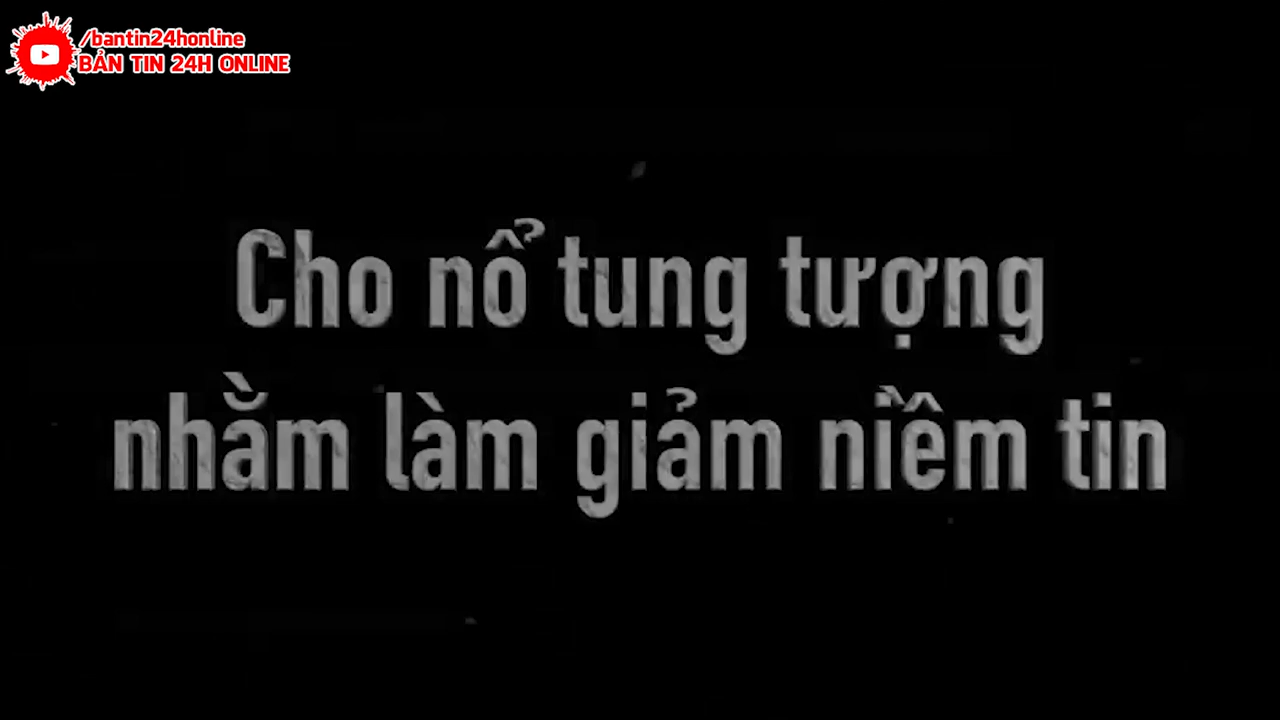 /bantin24honline
BẢN TIN 24H ONLINE
Cho nổ tung tượng
nhằm làm giảm niềm tin